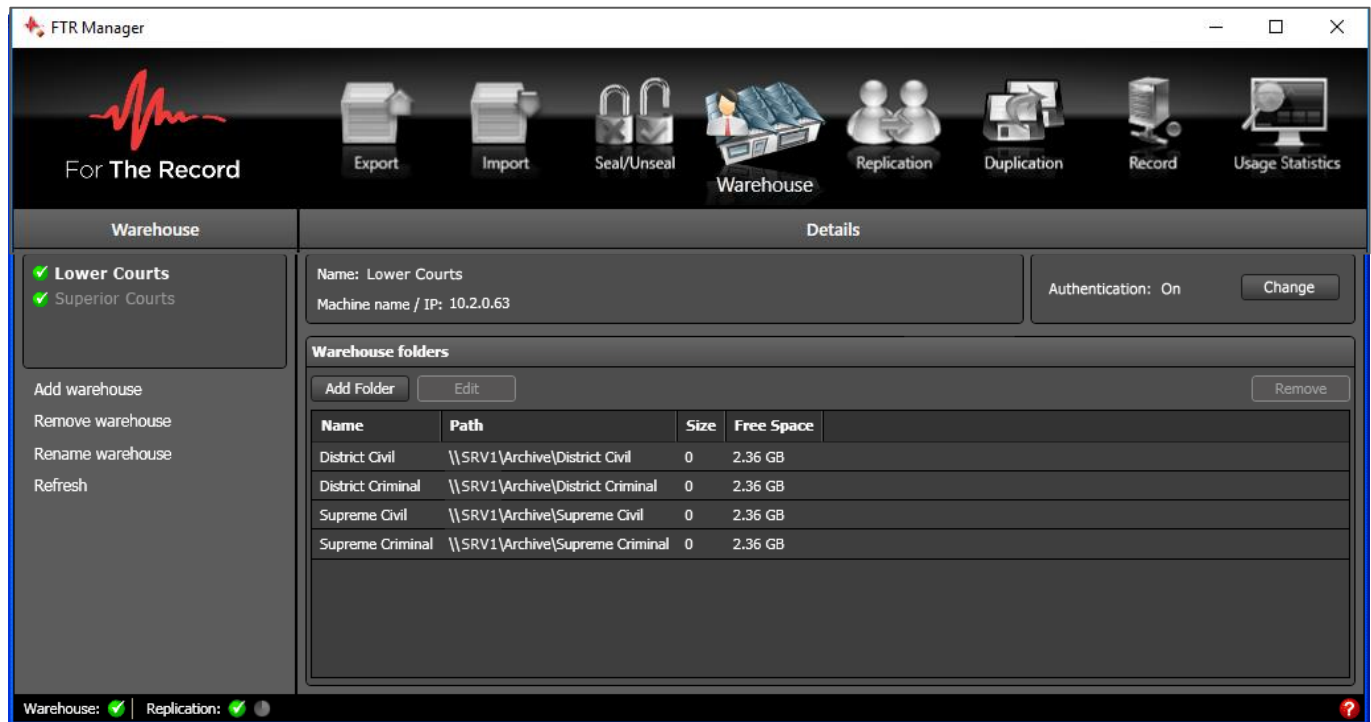 FTR Manager
For The Record
Export
Import
Seal/Unseal
Warehouse
Replication
Duplication
Record
Usage Statistics
Warehouse
Details
Lower Courts
Superior Courts
Name: Lower Courts
Machine name / IP: 10.2.0.63
Authentication: On
Change
Warehouse folders
Add warehouse
Remove warehouse
Rename warehouse
Refresh
Add Folder Edit Remove
Name Path Size Free Space
District Civil \\SRV1\Archive\District Civil 0 2.36 GB
District Criminal \\SRV1\Archive\District Criminal 0 2.36 GB
Supreme Civil \\SRV1\Archive\Supreme Civil 0 2.36 GB
Supreme Criminal \\SRV1\Archive\Supreme Criminal 0 2.36 GB
Warehouse: Replication: ?